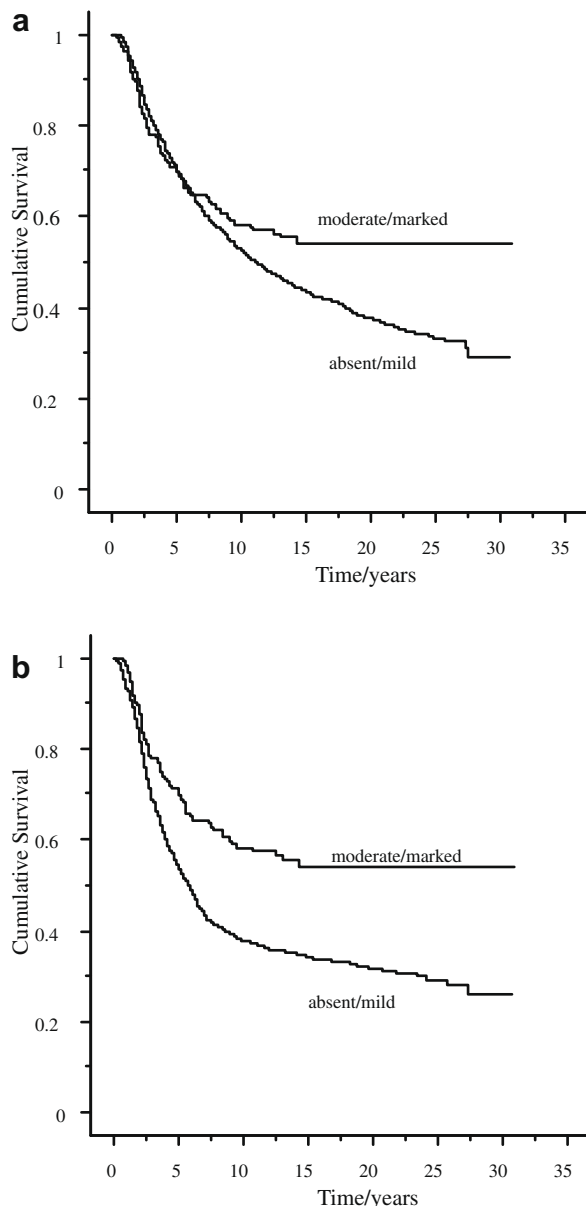 a
1
0.8
0.6
0.4
0.2
0
Cumulative Survival
moderate/marked
absent/mild
0 5 10 15 20 25 30 35
Time/years
b
1
0.8
0.6
0.4
0.2
0
Cumulative Survival
moderate/marked
absent/mild
0 5 10 15 20 25 30 35
Time/years